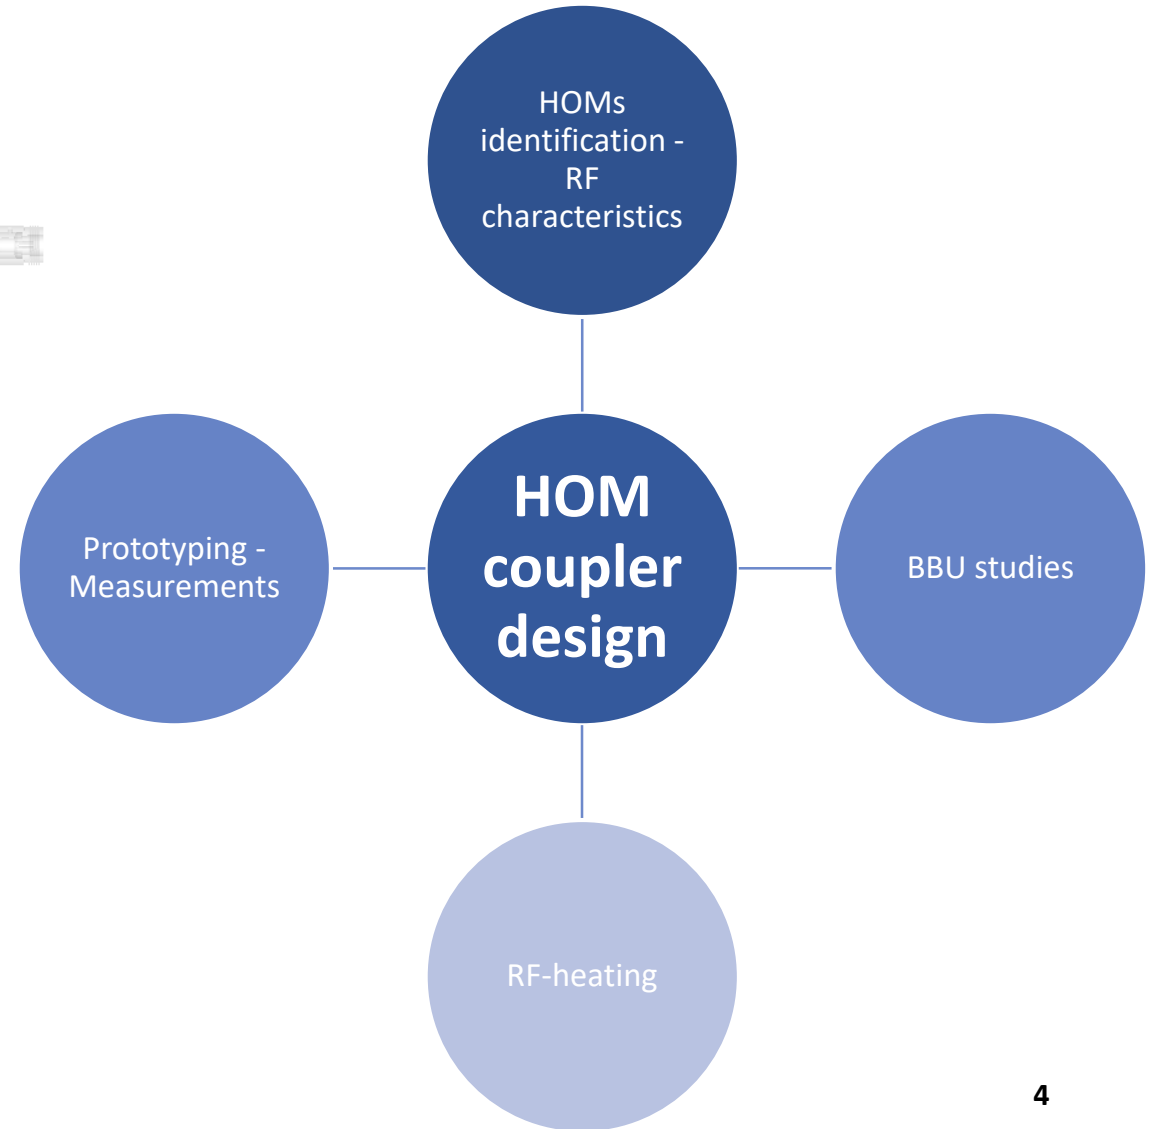 HOMs
identification -
RF
characteristics
Prototyping -
Measurements
HOM
coupler
design
BBU studies
RF-heating
4